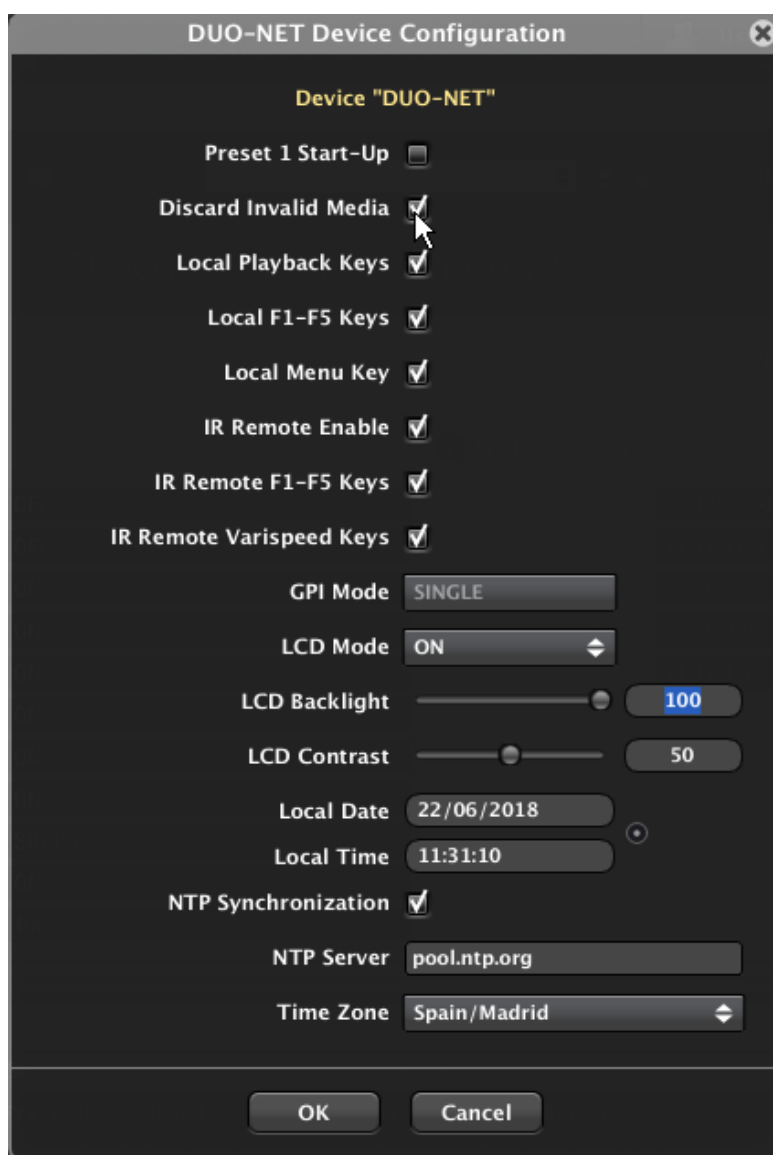 DUO-NET Device Configuration
Device "DUO-NET"
Preset 1 Start-Up
Discard Invalid Media
Local Playback Keys
Local F1-F5 Keys
Local Menu Key
IR Remote Enable
IR Remote F1-F5 Keys
IR Remote Varispeed Keys
GPI Mode SINGLE
LCD Mode ON
LCD Backlight 100
LCD Contrast 50
Local Date 22/06/2018
Local Time 11:31:10
NTP Synchronization
NTP Server pool.ntp.org
Time Zone Spain/Madrid
OK Cancel